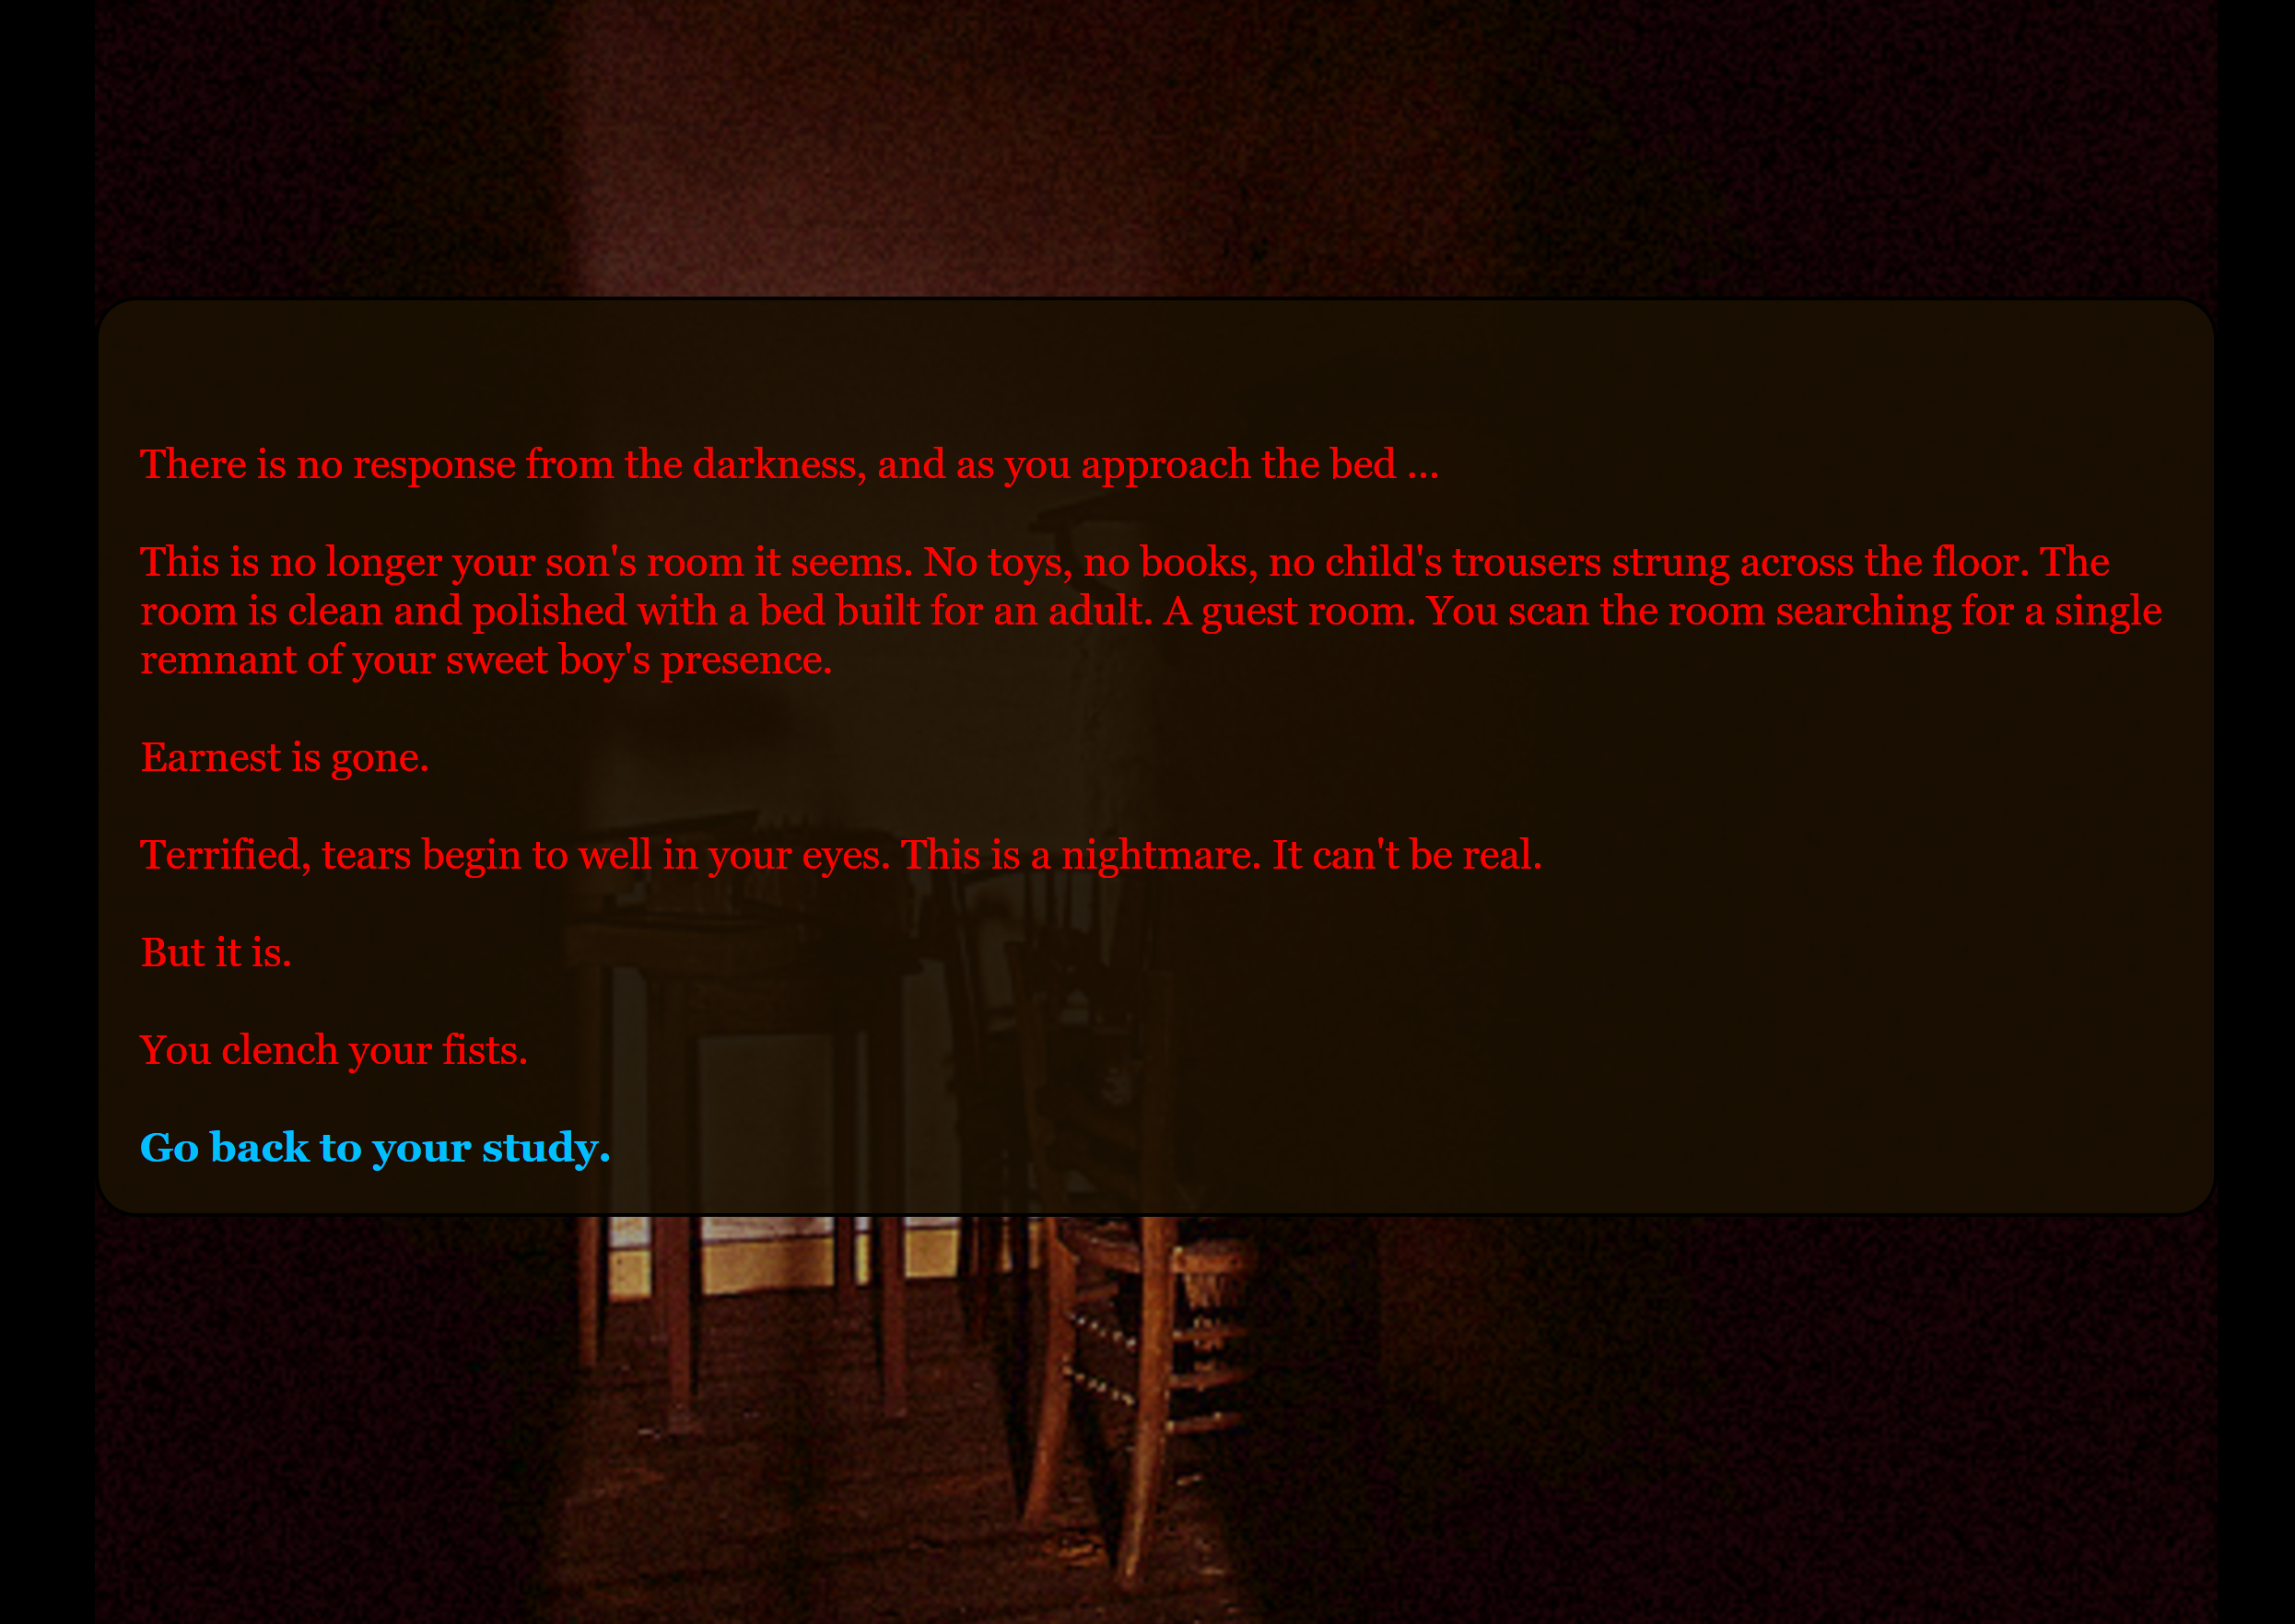 There is no response from the darkness, and as you approach the bed ...
This is no longer your son's room it seems. No toys, no books, no child's trousers strung across the floor. The
room is clean and polished with a bed built for an adult. A guest room. You scan the room searching for a single
remnant of your sweet boy's presence.
Earnest is gone.
Terrified, tears begin to well in your eyes. This is a nightmare. It can't be real.
But it is.
You clench your fists.
Go back to your study.